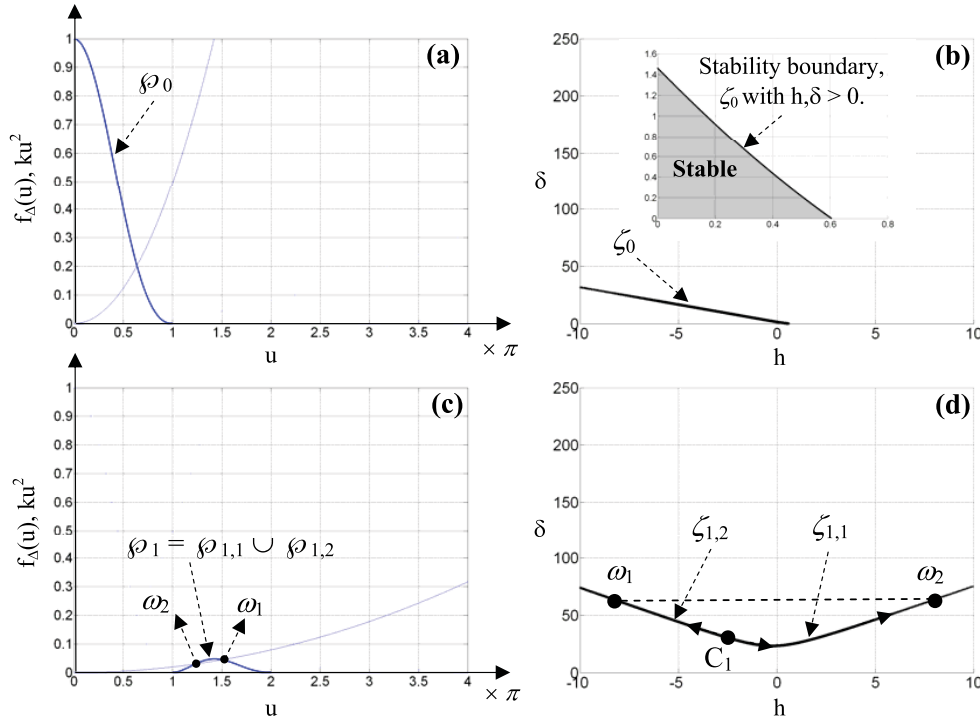 (a)
1
0.9
0.8
0.7
0.6
0.5
0.4
0.3
0.2
0.1
0
f_Δ(u), ku²
℘₀
0 0.5 1 1.5 2 2.5 3 3.5 4
u
× π
(b)
250
200
150
100
50
0
δ
1.6
1.4
1.2
1
0.8
0.6
0.4
0.2
0
0 0.2 0.4 0.6 0.8
Stability boundary,
ζ₀ with h,δ > 0.
Stable
ζ₀
-10 -5 0 5 10
h
(c)
1
0.9
0.8
0.7
0.6
0.5
0.4
0.3
0.2
0.1
0
f_Δ(u), ku²
℘₁ = ℘₁,₁ ∪ ℘₁,₂
ω₂ ω₁
0 0.5 1 1.5 2 2.5 3 3.5 4
u
× π
(d)
250
200
150
100
50
0
δ
ζ₁,₂ ζ₁,₁
ω₁ ω₂
C₁
-10 -5 0 5 10
h